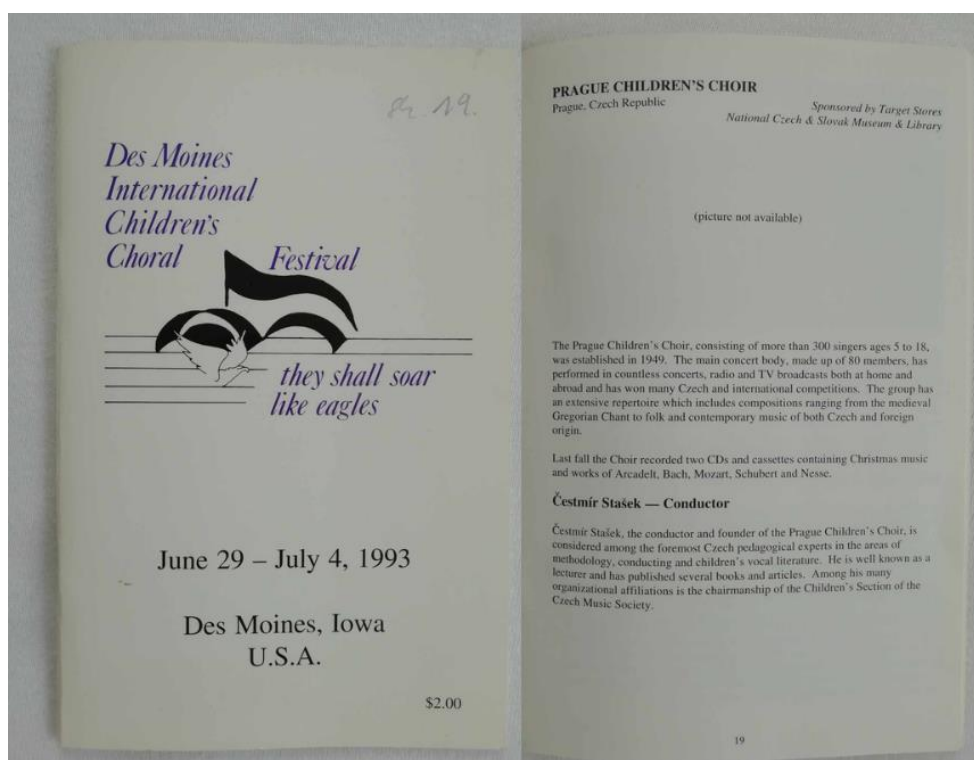 19.
Des Moines
International
Children's
Choral Festival
they shall soar
like eagles
June 29 – July 4, 1993
Des Moines, Iowa
U.S.A.
$2.00
PRAGUE CHILDREN'S CHOIR
Prague, Czech Republic
Sponsored by Target Stores
National Czech & Slovak Museum & Library
(picture not available)
The Prague Children's Choir, consisting of more than 300 singers ages 5 to 18,
was established in 1949. The main concert body, made up of 80 members, has
performed in countless concerts, radio and TV broadcasts both at home and
abroad and has won many Czech and international competitions. The group has
an extensive repertoire which includes compositions ranging from the medieval
Gregorian Chant to folk and contemporary music of both Czech and foreign
origin.
Last fall the Choir recorded two CDs and cassettes containing Christmas music
and works of Arcadelt, Bach, Mozart, Schubert and Nesse.
Čestmír Stašek — Conductor
Čestmír Stašek, the conductor and founder of the Prague Children's Choir, is
considered among the foremost Czech pedagogical experts in the areas of
methodology, conducting and children's vocal literature. He is well known as a
lecturer and has published several books and articles. Among his many
organizational affiliations is the chairmanship of the Children's Section of the
Czech Music Society.
19